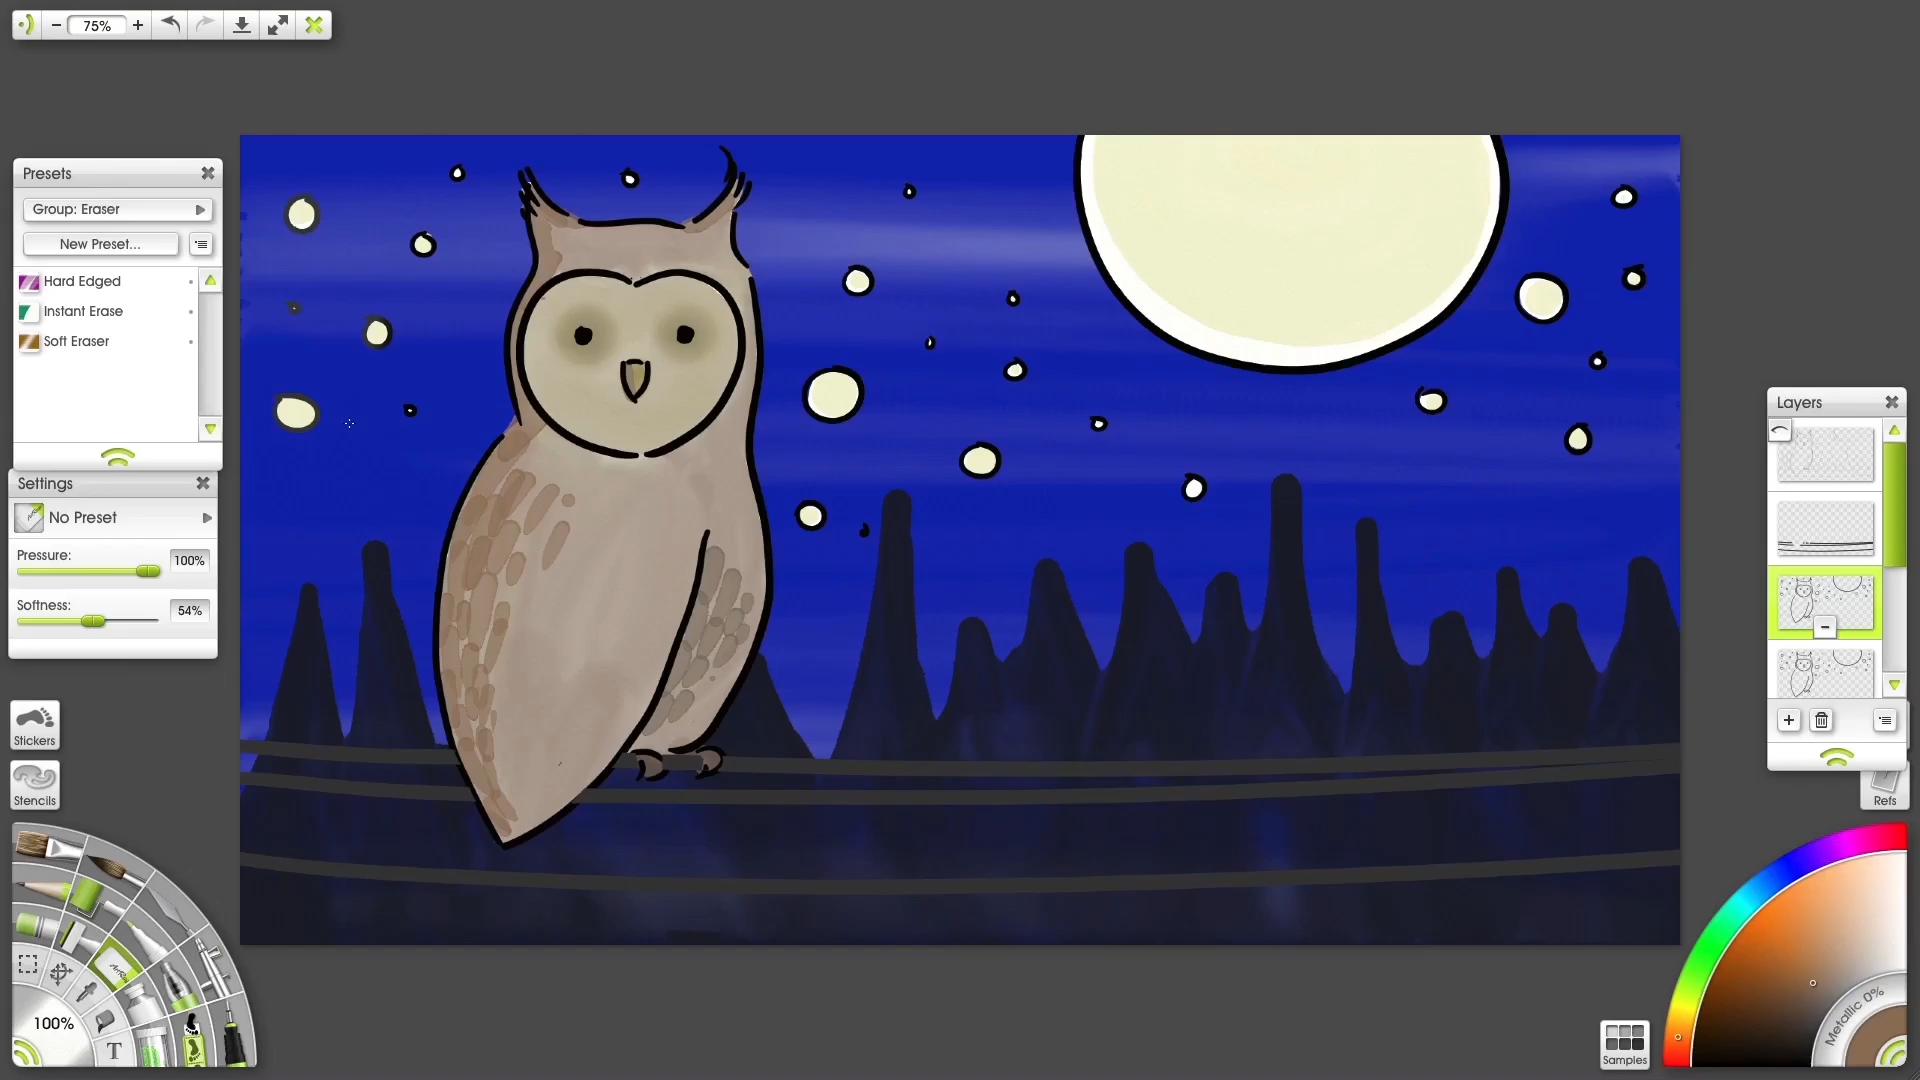 75%
Presets
Group: Eraser
New Preset...
Hard Edged
Instant Erase
Soft Eraser
Settings
No Preset
Pressure:
100%
Softness:
54%
Stickers
Stencils
100%
T
Layers
Refs
Metallic 0%
Samples